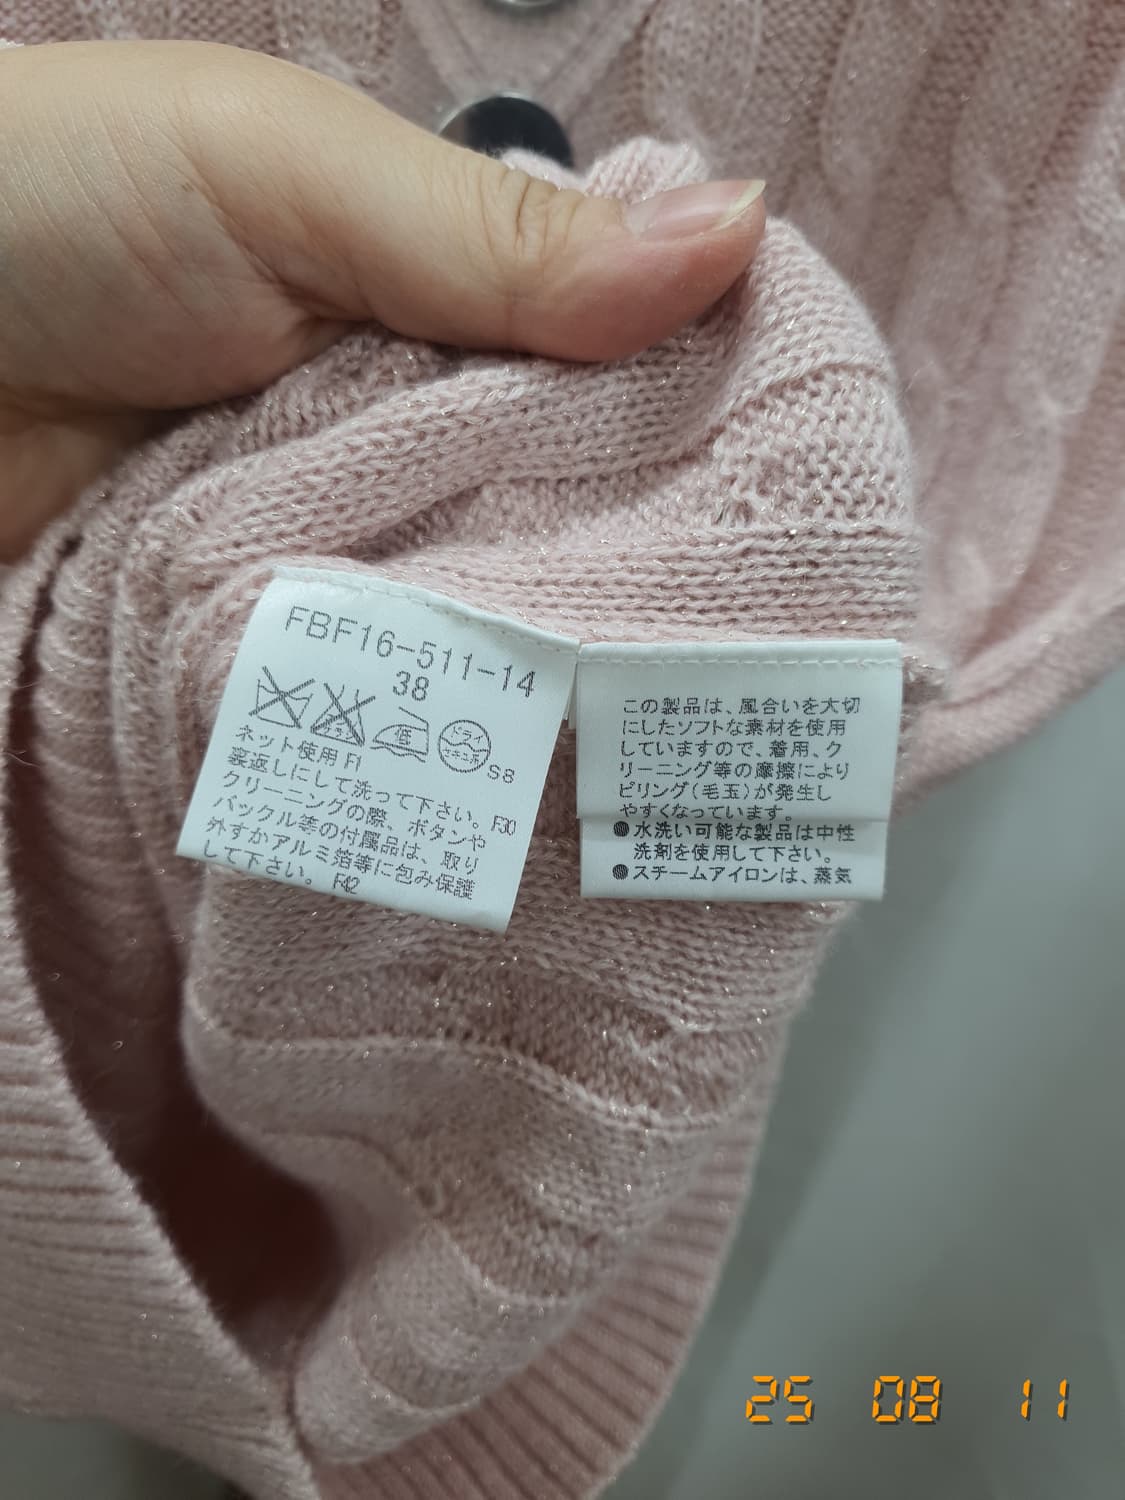 FBF16-511-14
38
低
ドライ
セキユ系
S8
ネット使用 F1
裏返しにして洗って下さい。F30
クリーニングの際、ボタンや
バックル等の付属品は、取り
外すかアルミ箔等に包み保護
して下さい。F42
この製品は、風合いを大切
にしたソフトな素材を使用
していますので、着用、ク
リーニング等の摩擦により
ピリング(毛玉)が発生し
やすくなっています。
●水洗い可能な製品は中性
洗剤を使用して下さい。
●スチームアイロンは、蒸気
25 08 11